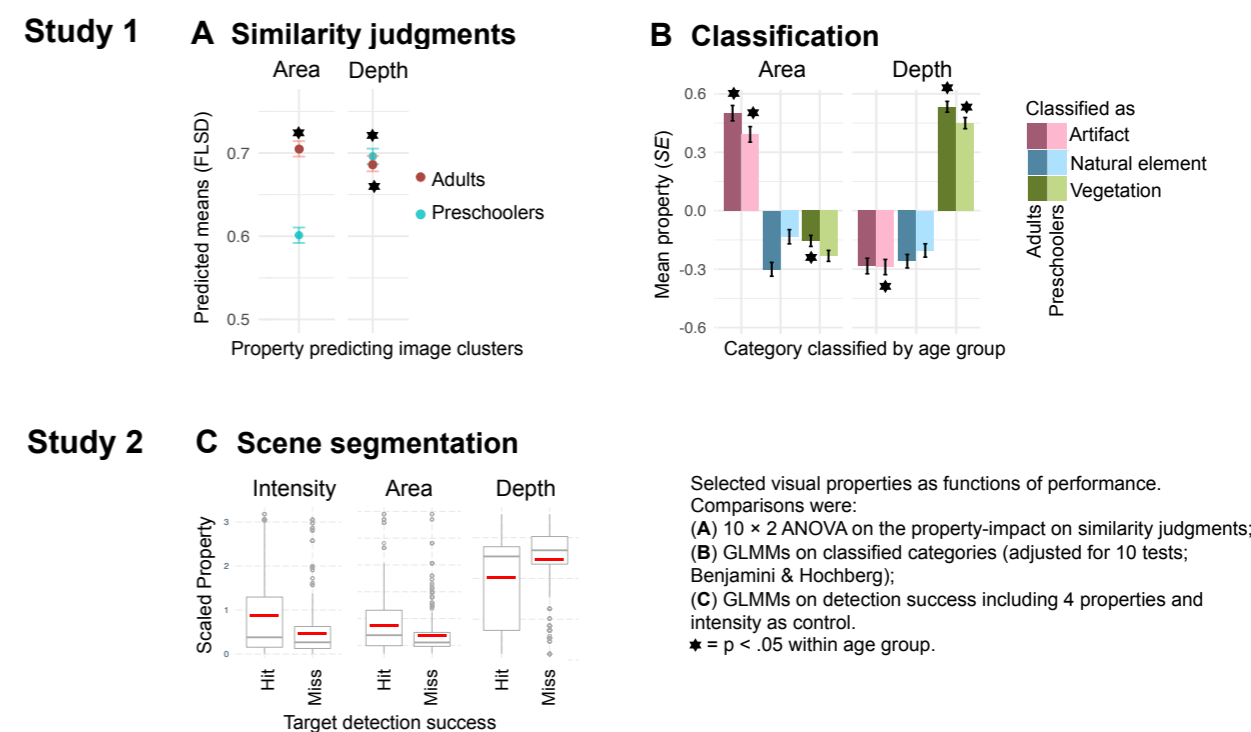 Study 1
A Similarity judgments
Area Depth
Predicted means (FLSD)
0.7
0.6
0.5
Adults
Preschoolers
Property predicting image clusters
B Classification
Area Depth
Mean property (SE)
0.6
0.3
0.0
-0.3
-0.6
Category classified by age group
Classified as
Artifact
Natural element
Vegetation
Adults
Preschoolers
Study 2
C Scene segmentation
Intensity Area Depth
Scaled Property
3
2
1
0
Hit Miss Hit Miss Hit Miss
Target detection success
Selected visual properties as functions of performance.
Comparisons were:
(A) 10 × 2 ANOVA on the property-impact on similarity judgments;
(B) GLMMs on classified categories (adjusted for 10 tests;
Benjamini & Hochberg);
(C) GLMMs on detection success including 4 properties and
intensity as control.
✶ = p < .05 within age group.